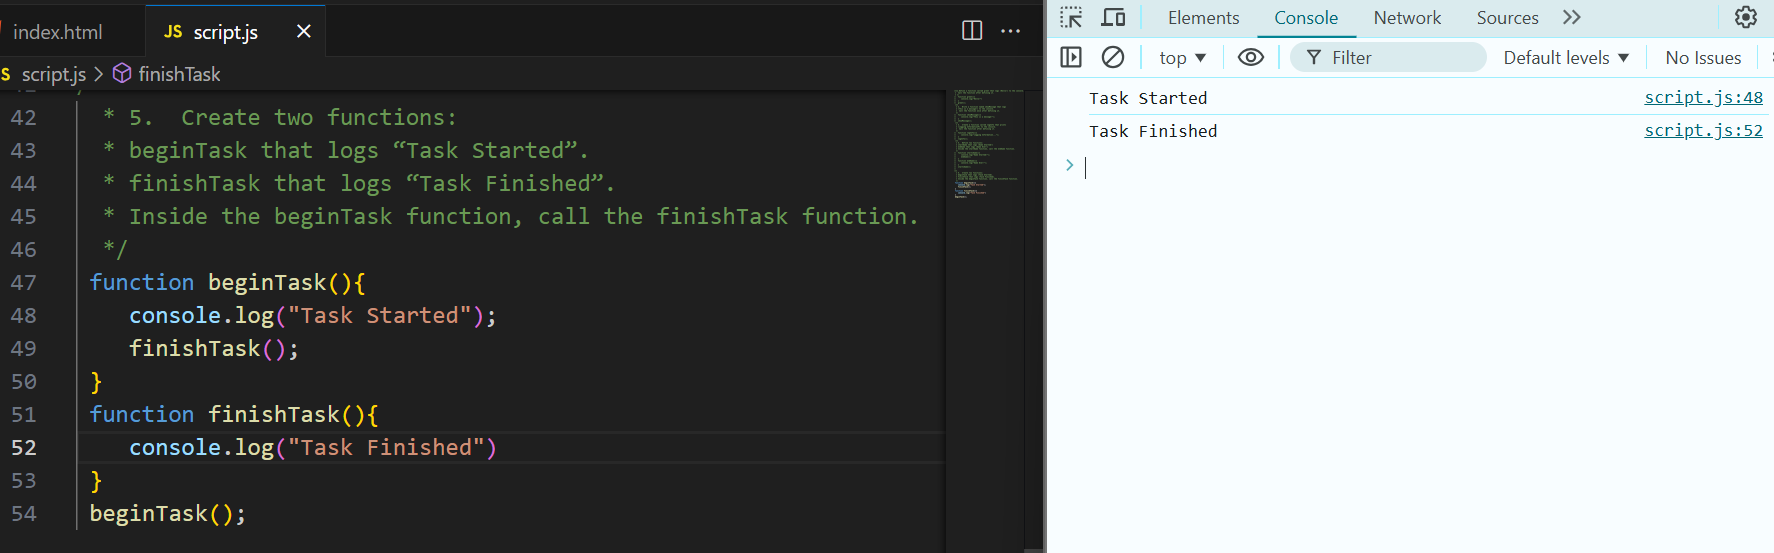 index.html
JS script.js
script.js > finishTask
42 * 5.  Create two functions:
43 * beginTask that logs “Task Started”.
44 * finishTask that logs “Task Finished”.
45 * Inside the beginTask function, call the finishTask function.
46 */
47 function beginTask(){
48 console.log("Task Started");
49 finishTask();
50 }
51 function finishTask(){
52 console.log("Task Finished")
53 }
54 beginTask();
Elements Console Network Sources
top Filter Default levels No Issues
Task Started script.js:48
Task Finished script.js:52